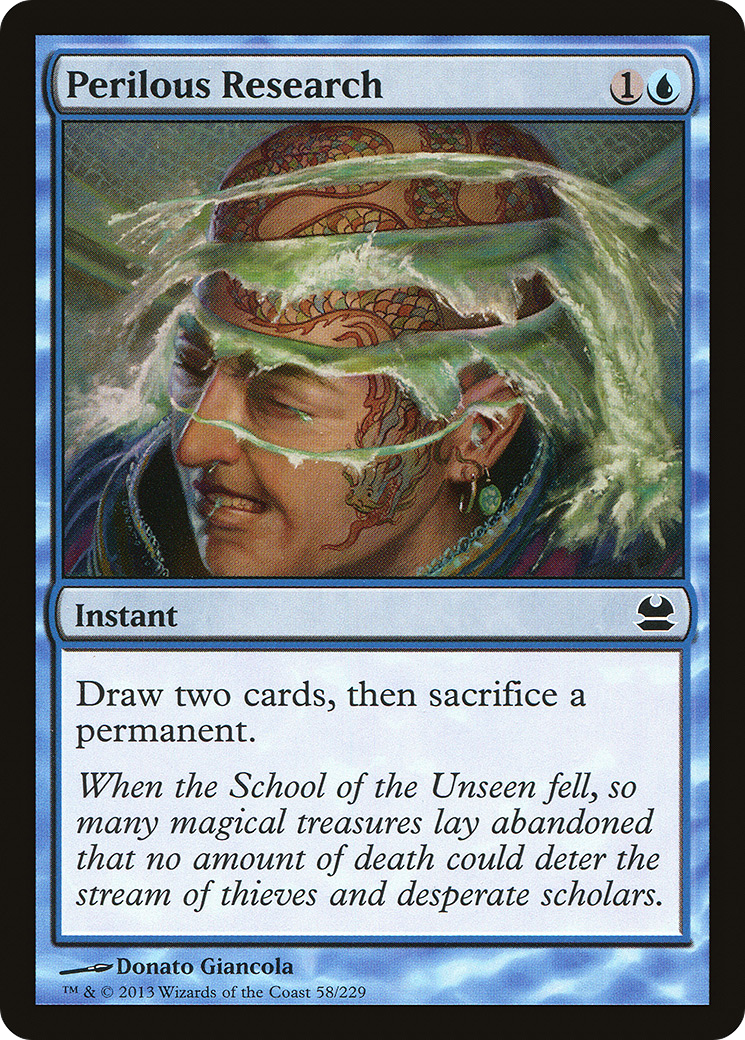 Perilous Research 1
Instant
Draw two cards, then sacrifice a
permanent.
When the School of the Unseen fell, so
many magical treasures lay abandoned
that no amount of death could deter the
stream of thieves and desperate scholars.
Donato Giancola
™ & © 2013 Wizards of the Coast 58/229